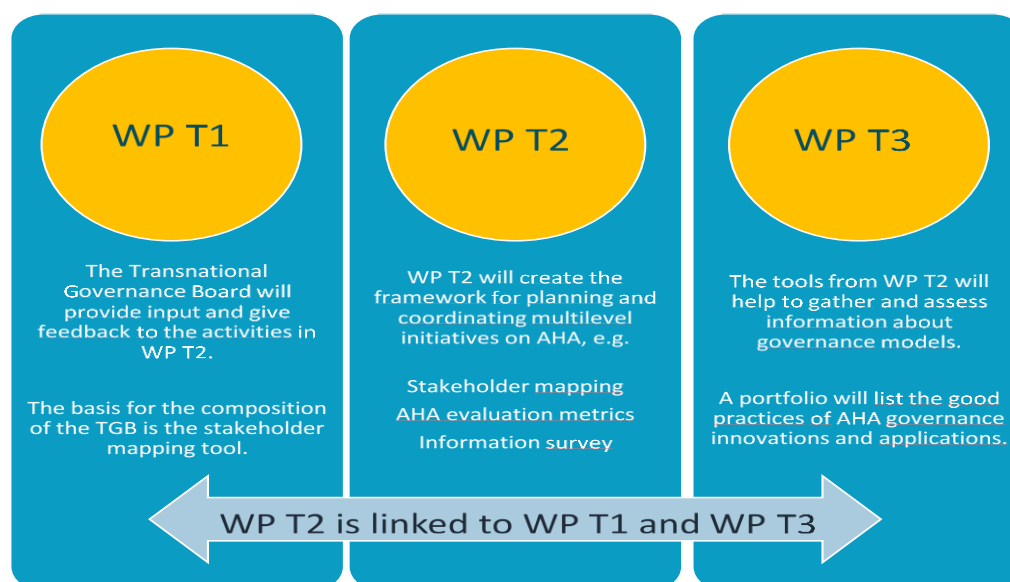 WP T1
The Transnational
Governance Board will
provide input and give
feedback to the activities in
WP T2.
The basis for the composition
of the TGB is the stakeholder
mapping tool.
WP T2
WP T2 will create the
framework for planning and
coordinating multilevel
initiatives on AHA, e.g.
Stakeholder mapping
AHA evaluation metrics
Information survey
WP T3
The tools from WP T2 will
help to gather and assess
information about
governance models.
A portfolio will list the good
practices of AHA governance
innovations and applications.
WP T2 is linked to WP T1 and WP T3